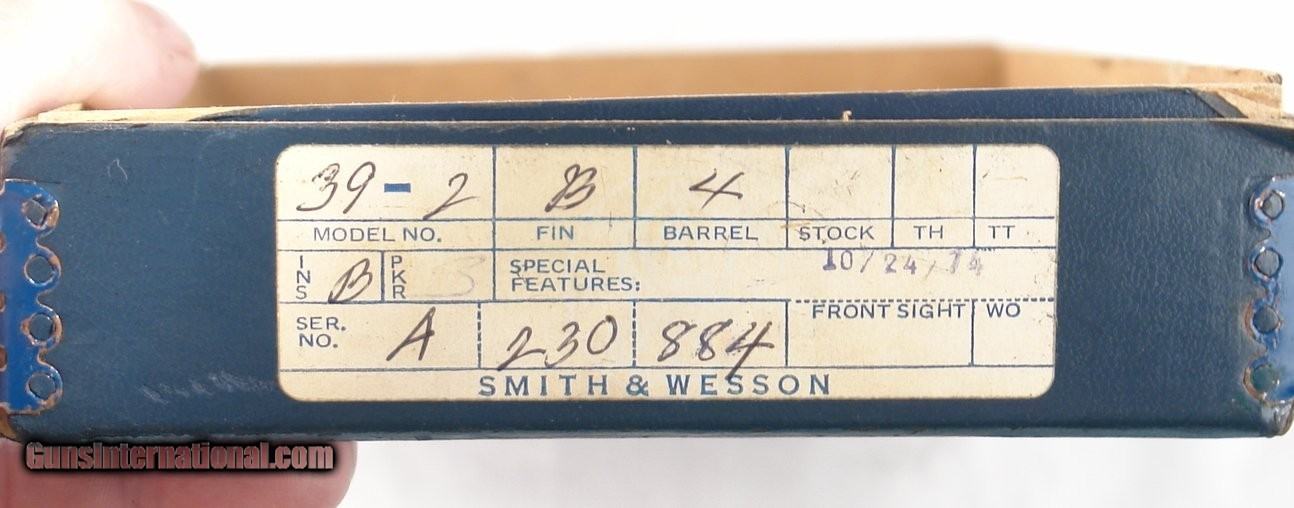 39-2 B 4
MODEL NO. FIN BARREL STOCK TH TT
10/24/74
INS B PKR SPECIAL FEATURES:
FRONT SIGHT WO
SER. NO. A 230 884
SMITH & WESSON
GunsInternational.com